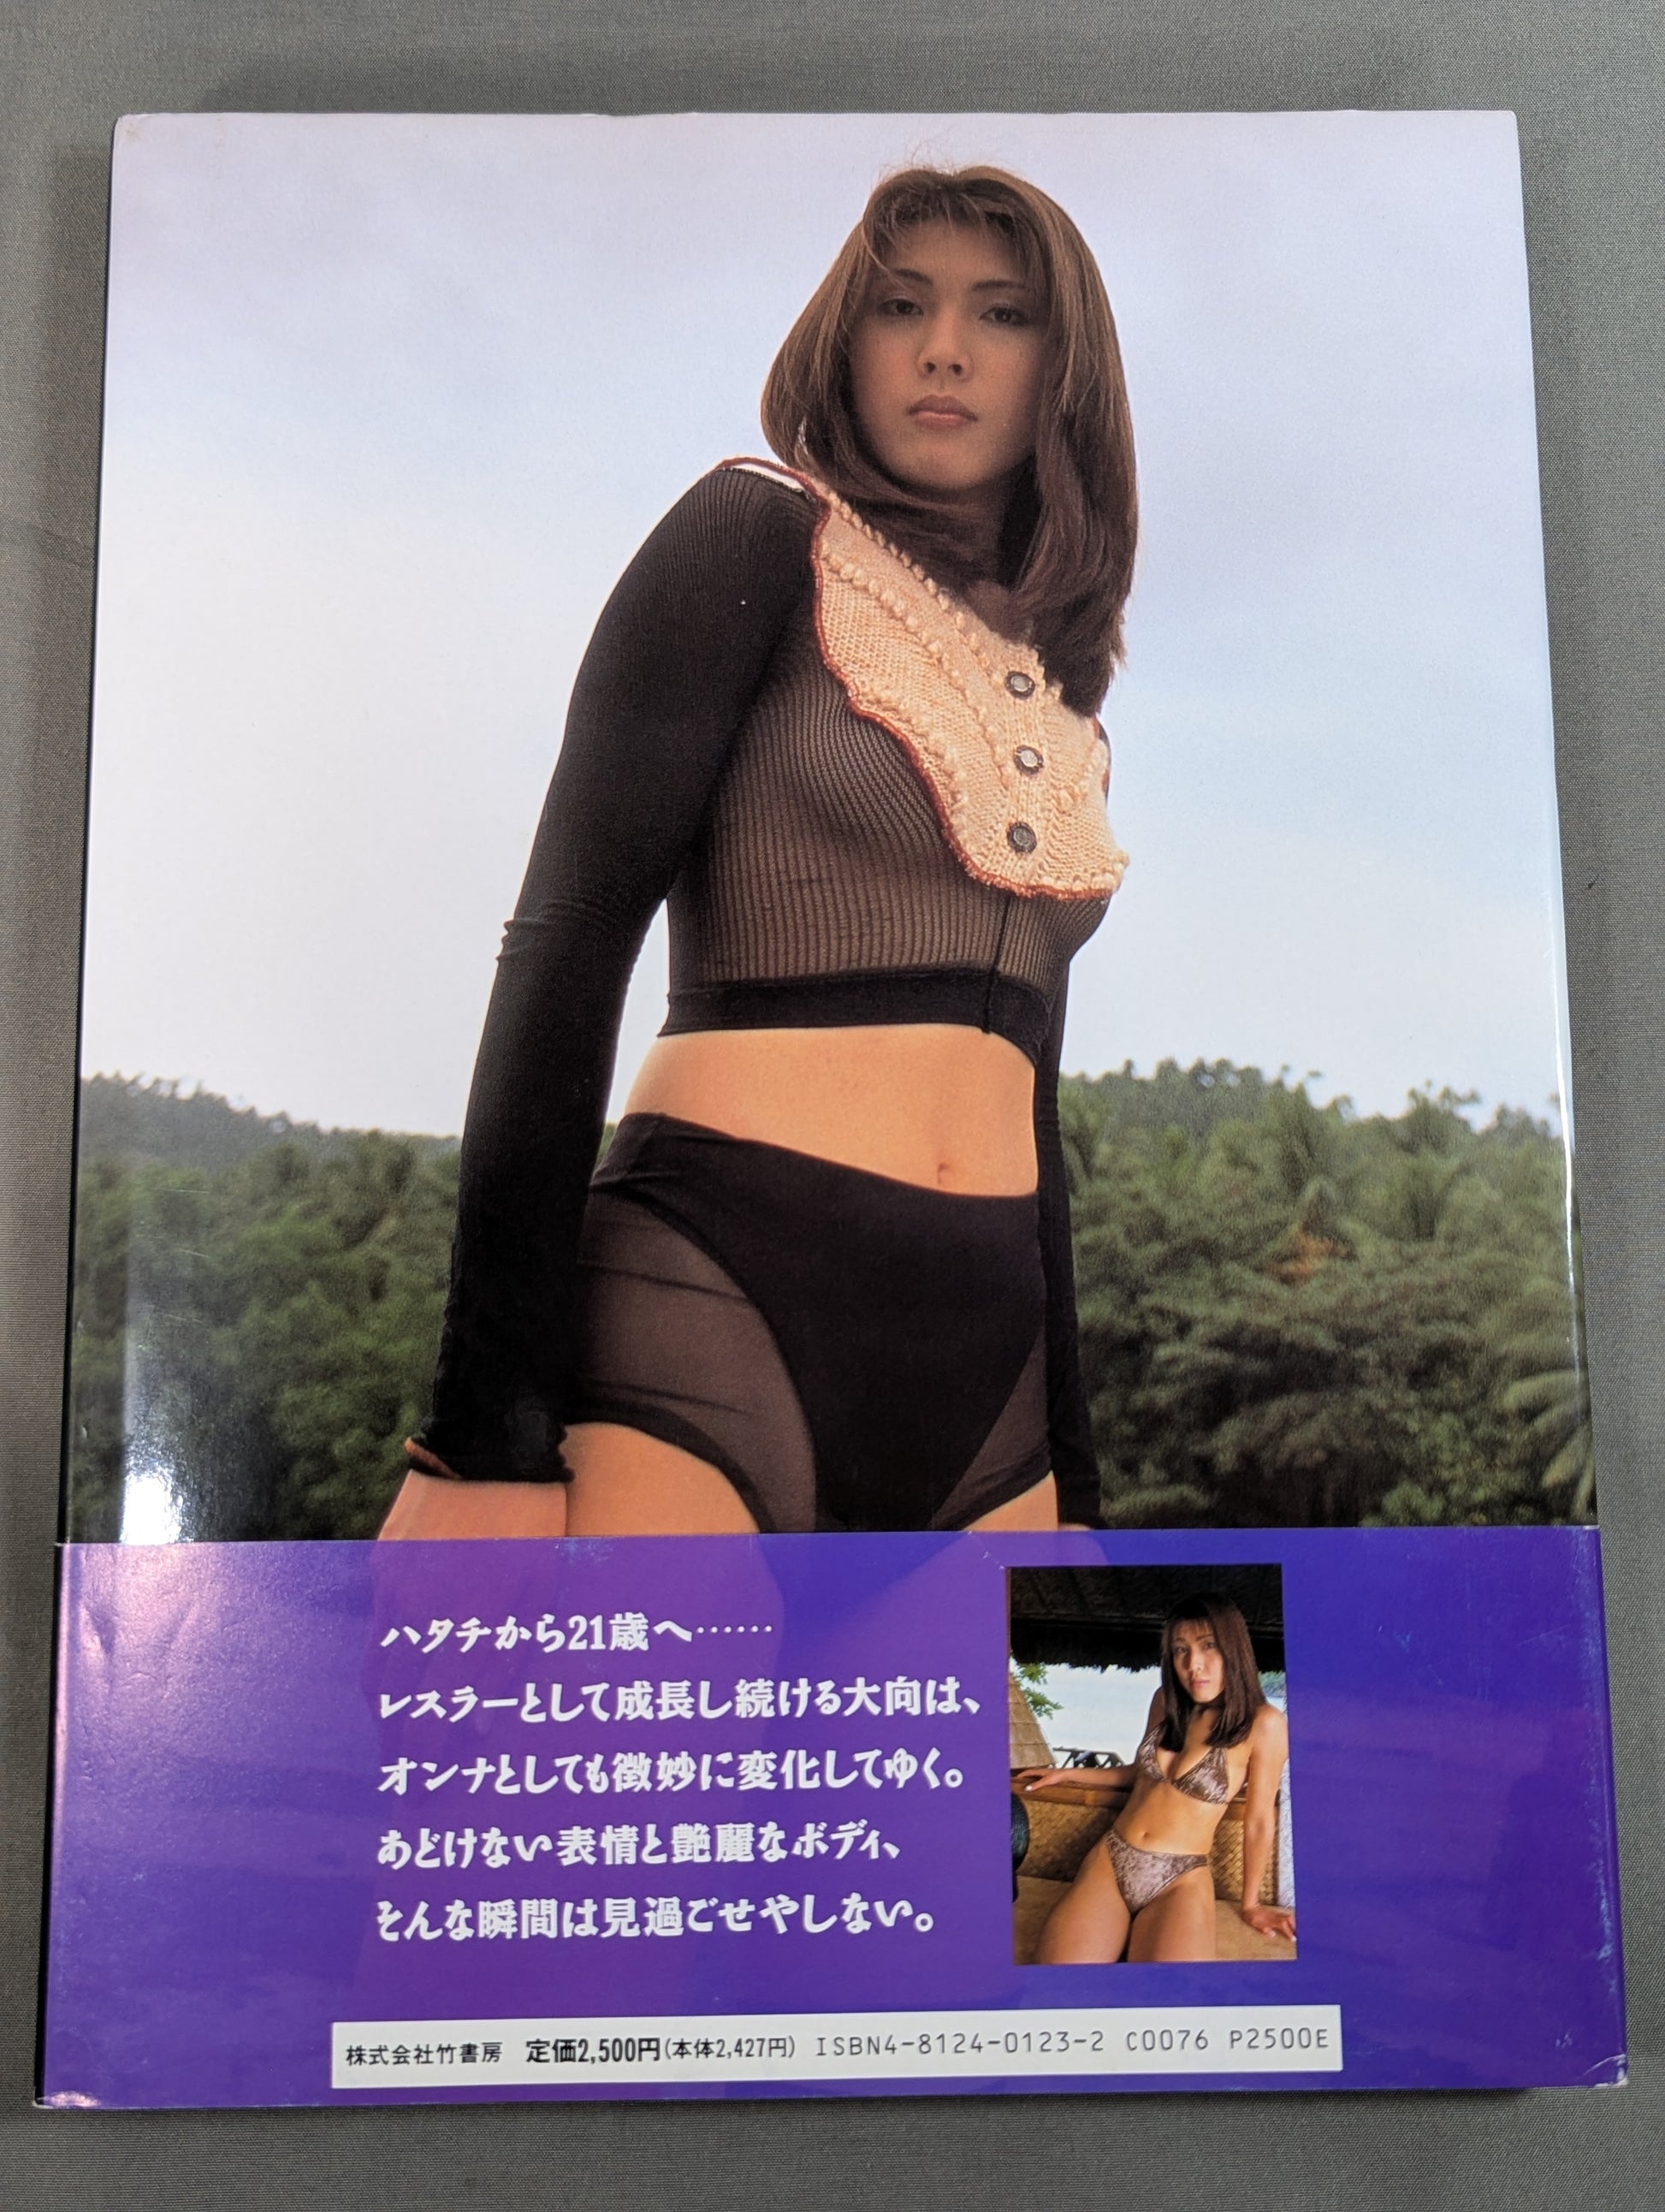 ハタチから21歳へ……
レスラーとして成長し続ける大向は、
オンナとしても微妙に変化してゆく。
あどけない表情と艶麗なボディ、
そんな瞬間は見過ごせやしない。
株式会社竹書房 定価2,500円(本体2,427円) ISBN4-8124-0123-2 C0076 P2500E